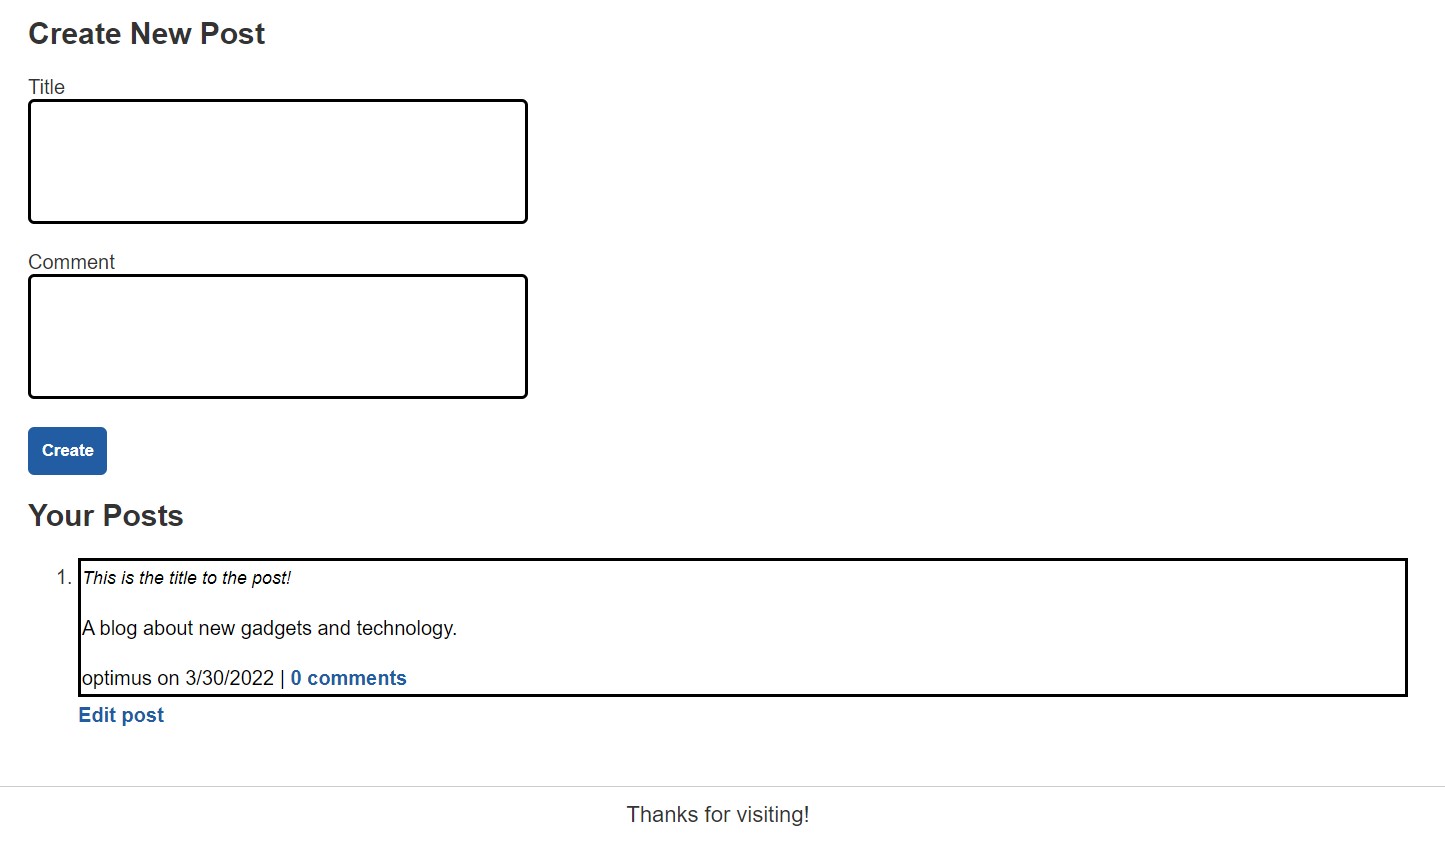 Create New Post
Title
Comment
Create
Your Posts
1. This is the title to the post!
A blog about new gadgets and technology.
optimus on 3/30/2022 | 0 comments
Edit post
Thanks for visiting!